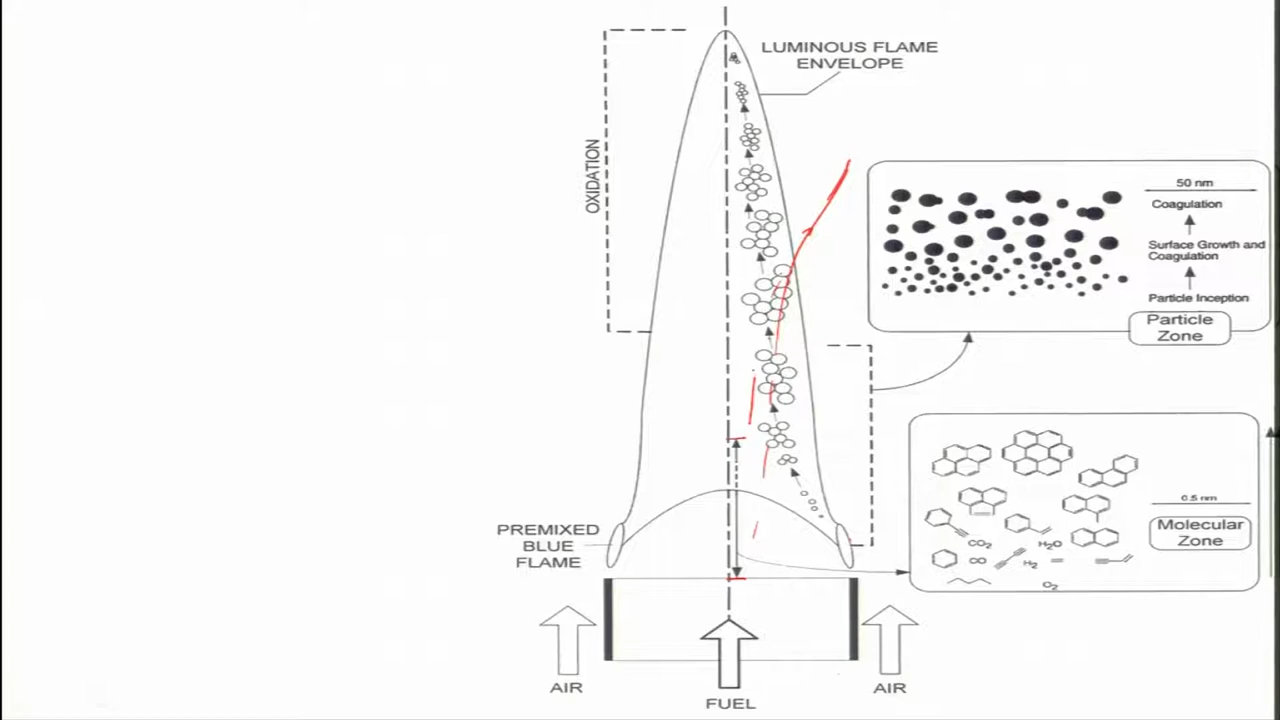 LUMINOUS FLAME
ENVELOPE
OXIDATION
50 nm
Coagulation
Surface Growth and
Coagulation
Particle Inception
Particle
Zone
PREMIXED
BLUE
FLAME
0.5 nm
Molecular
Zone
CO2
H2O
CO
H2
O2
AIR
FUEL
AIR